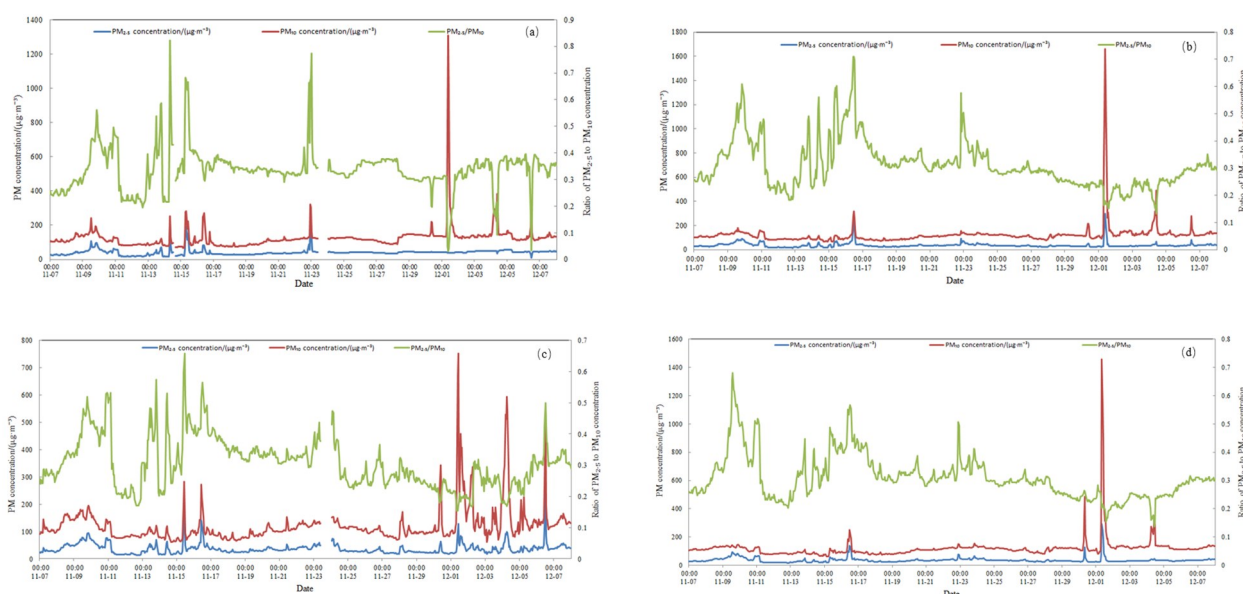 (a)
PM₂.₅ concentration/(μg·m⁻³) PM₁₀ concentration/(μg·m⁻³) PM₂.₅/PM₁₀
1400
1200
1000
800
600
400
200
0
PM concentration/(μg·m⁻³)
0.9
0.8
0.7
0.6
0.5
0.4
0.3
0.2
0.1
0
Ratio of PM₂.₅ to PM₁₀ concentration
00:00 00:00 00:00 00:00 00:00 00:00 00:00 00:00 00:00 00:00 00:00 00:00 00:00 00:00 00:00 00:00
11-07 11-09 11-11 11-13 11-15 11-17 11-19 11-21 11-23 11-25 11-27 11-29 12-01 12-03 12-05 12-07
Date
(b)
PM₂.₅ concentration/(μg·m⁻³) PM₁₀ concentration/(μg·m⁻³) PM₂.₅/PM₁₀
1800
1600
1400
1200
1000
800
600
400
200
0
PM concentration/(μg·m⁻³)
0.8
0.7
0.6
0.5
0.4
0.3
0.2
0.1
0
Ratio of PM to PM₁₀ concentration
00:00 00:00 00:00 00:00 00:00 00:00 00:00 00:00 00:00 00:00 00:00 00:00 00:00 00:00 00:00 00:00
11-07 11-09 11-11 11-13 11-15 11-17 11-19 11-21 11-23 11-25 11-27 11-29 12-01 12-03 12-05 12-07
Date
(c)
PM₂.₅ concentration/(μg·m⁻³) PM₁₀ concentration/(μg·m⁻³) PM₂.₅/PM₁₀
800
700
600
500
400
300
200
100
0
PM concentration/(μg·m⁻³)
0.7
0.6
0.5
0.4
0.3
0.2
0.1
0
Ratio of PM₂.₅ to PM₁₀ concentration
00:00 00:00 00:00 00:00 00:00 00:00 00:00 00:00 00:00 00:00 00:00 00:00 00:00 00:00 00:00 00:00
11-07 11-09 11-11 11-13 11-15 11-17 11-19 11-21 11-23 11-25 11-27 11-29 12-01 12-03 12-05 12-07
Date
(d)
PM₂.₅ concentration/(μg·m⁻³) PM₁₀ concentration/(μg·m⁻³) PM₂.₅/PM₁₀
1600
1400
1200
1000
800
600
400
200
0
PM concentration/(μg·m⁻³)
0.8
0.7
0.6
0.5
0.4
0.3
0.2
0.1
0
Ratio of PM to PM₁₀ concentration
00:00 00:00 00:00 00:00 00:00 00:00 00:00 00:00 00:00 00:00 00:00 00:00 00:00 00:00 00:00 00:00
11-07 11-09 11-11 11-13 11-15 11-17 11-19 11-21 11-23 11-25 11-27 11-29 12-01 12-03 12-05 12-07
Date